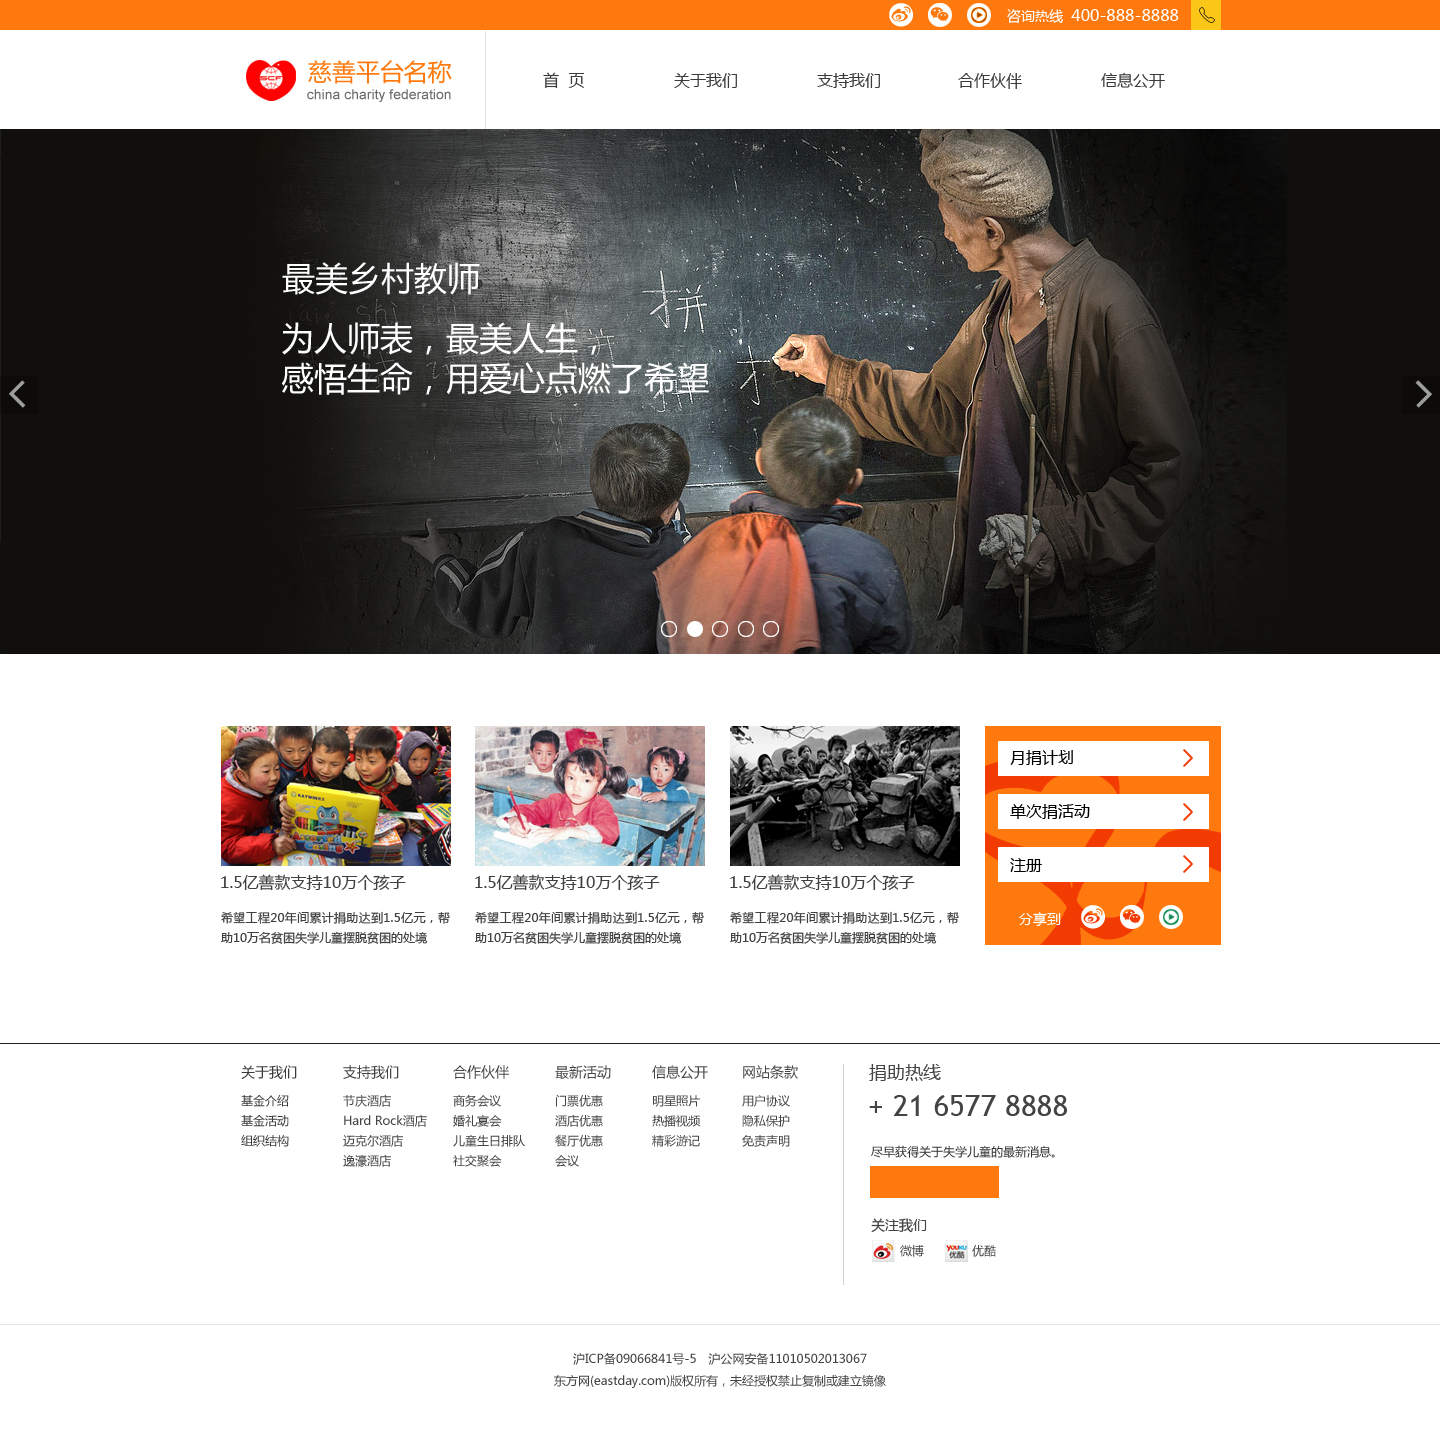 咨询热线 400-888-8888
SCF
慈善平台名称
china charity federation
首 页
关于我们
支持我们
合作伙伴
信息公开
最美乡村教师
为人师表，最美人生，
感悟生命，用爱心点燃了希望
拼
1.5亿善款支持10万个孩子
希望工程20年间累计捐助达到1.5亿元，帮
助10万名贫困失学儿童摆脱贫困的处境
1.5亿善款支持10万个孩子
希望工程20年间累计捐助达到1.5亿元，帮
助10万名贫困失学儿童摆脱贫困的处境
1.5亿善款支持10万个孩子
希望工程20年间累计捐助达到1.5亿元，帮
助10万名贫困失学儿童摆脱贫困的处境
月捐计划
单次捐活动
注册
分享到
关于我们
基金介绍
基金活动
组织结构
支持我们
节庆酒店
Hard Rock酒店
迈克尔酒店
逸濠酒店
合作伙伴
商务会议
婚礼宴会
儿童生日排队
社交聚会
最新活动
门票优惠
酒店优惠
餐厅优惠
会议
信息公开
明星照片
热播视频
精彩游记
网站条款
用户协议
隐私保护
免责声明
捐助热线
+ 21 6577 8888
尽早获得关于失学儿童的最新消息。
关注我们
微博
YOUKU
优酷
优酷
沪ICP备09066841号-5 沪公网安备11010502013067
东方网(eastday.com)版权所有，未经授权禁止复制或建立镜像